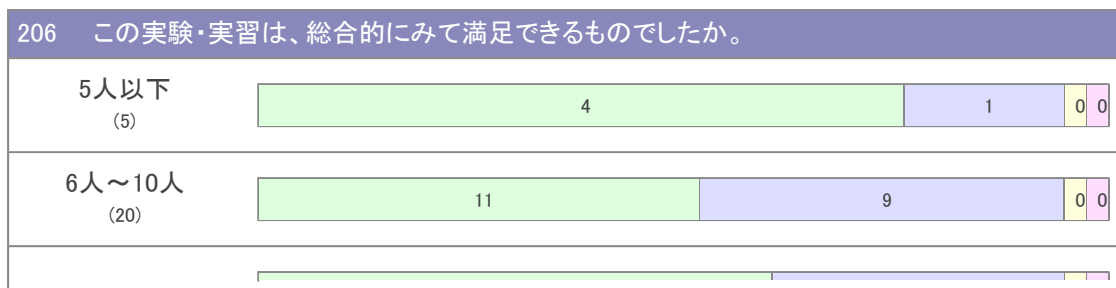 206 この実験・実習は、総合的にみて満足できるものでしたか。
5人以下
(5)
4 1 0 0
6人～10人
(20)
11 9 0 0